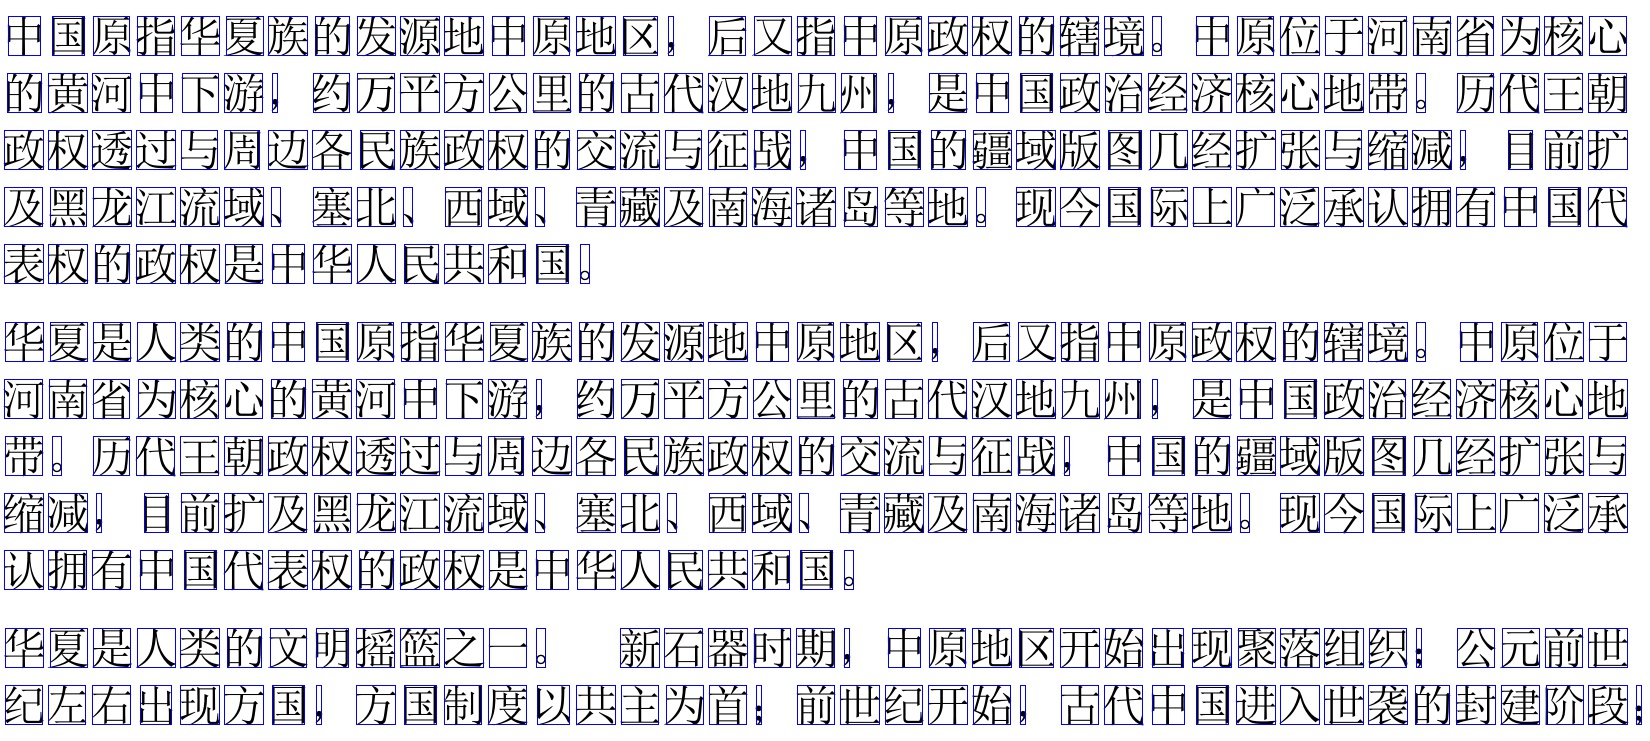 中国原指华夏族的发源地中原地区，后又指中原政权的辖境。中原位于河南省为核心
的黄河中下游，约万平方公里的古代汉地九州，是中国政治经济核心地带。历代王朝
政权透过与周边各民族政权的交流与征战，中国的疆域版图几经扩张与缩减，目前扩
及黑龙江流域、塞北、西域、青藏及南海诸岛等地。现今国际上广泛承认拥有中国代
表权的政权是中华人民共和国。
华夏是人类的中国原指华夏族的发源地中原地区，后又指中原政权的辖境。中原位于
河南省为核心的黄河中下游，约万平方公里的古代汉地九州，是中国政治经济核心地
带。历代王朝政权透过与周边各民族政权的交流与征战，中国的疆域版图几经扩张与
缩减，目前扩及黑龙江流域、塞北、西域、青藏及南海诸岛等地。现今国际上广泛承
认拥有中国代表权的政权是中华人民共和国。
华夏是人类的文明摇篮之一。 新石器时期，中原地区开始出现聚落组织；公元前世
纪左右出现方国，方国制度以共主为首；前世纪开始，古代中国进入世袭的封建阶段；